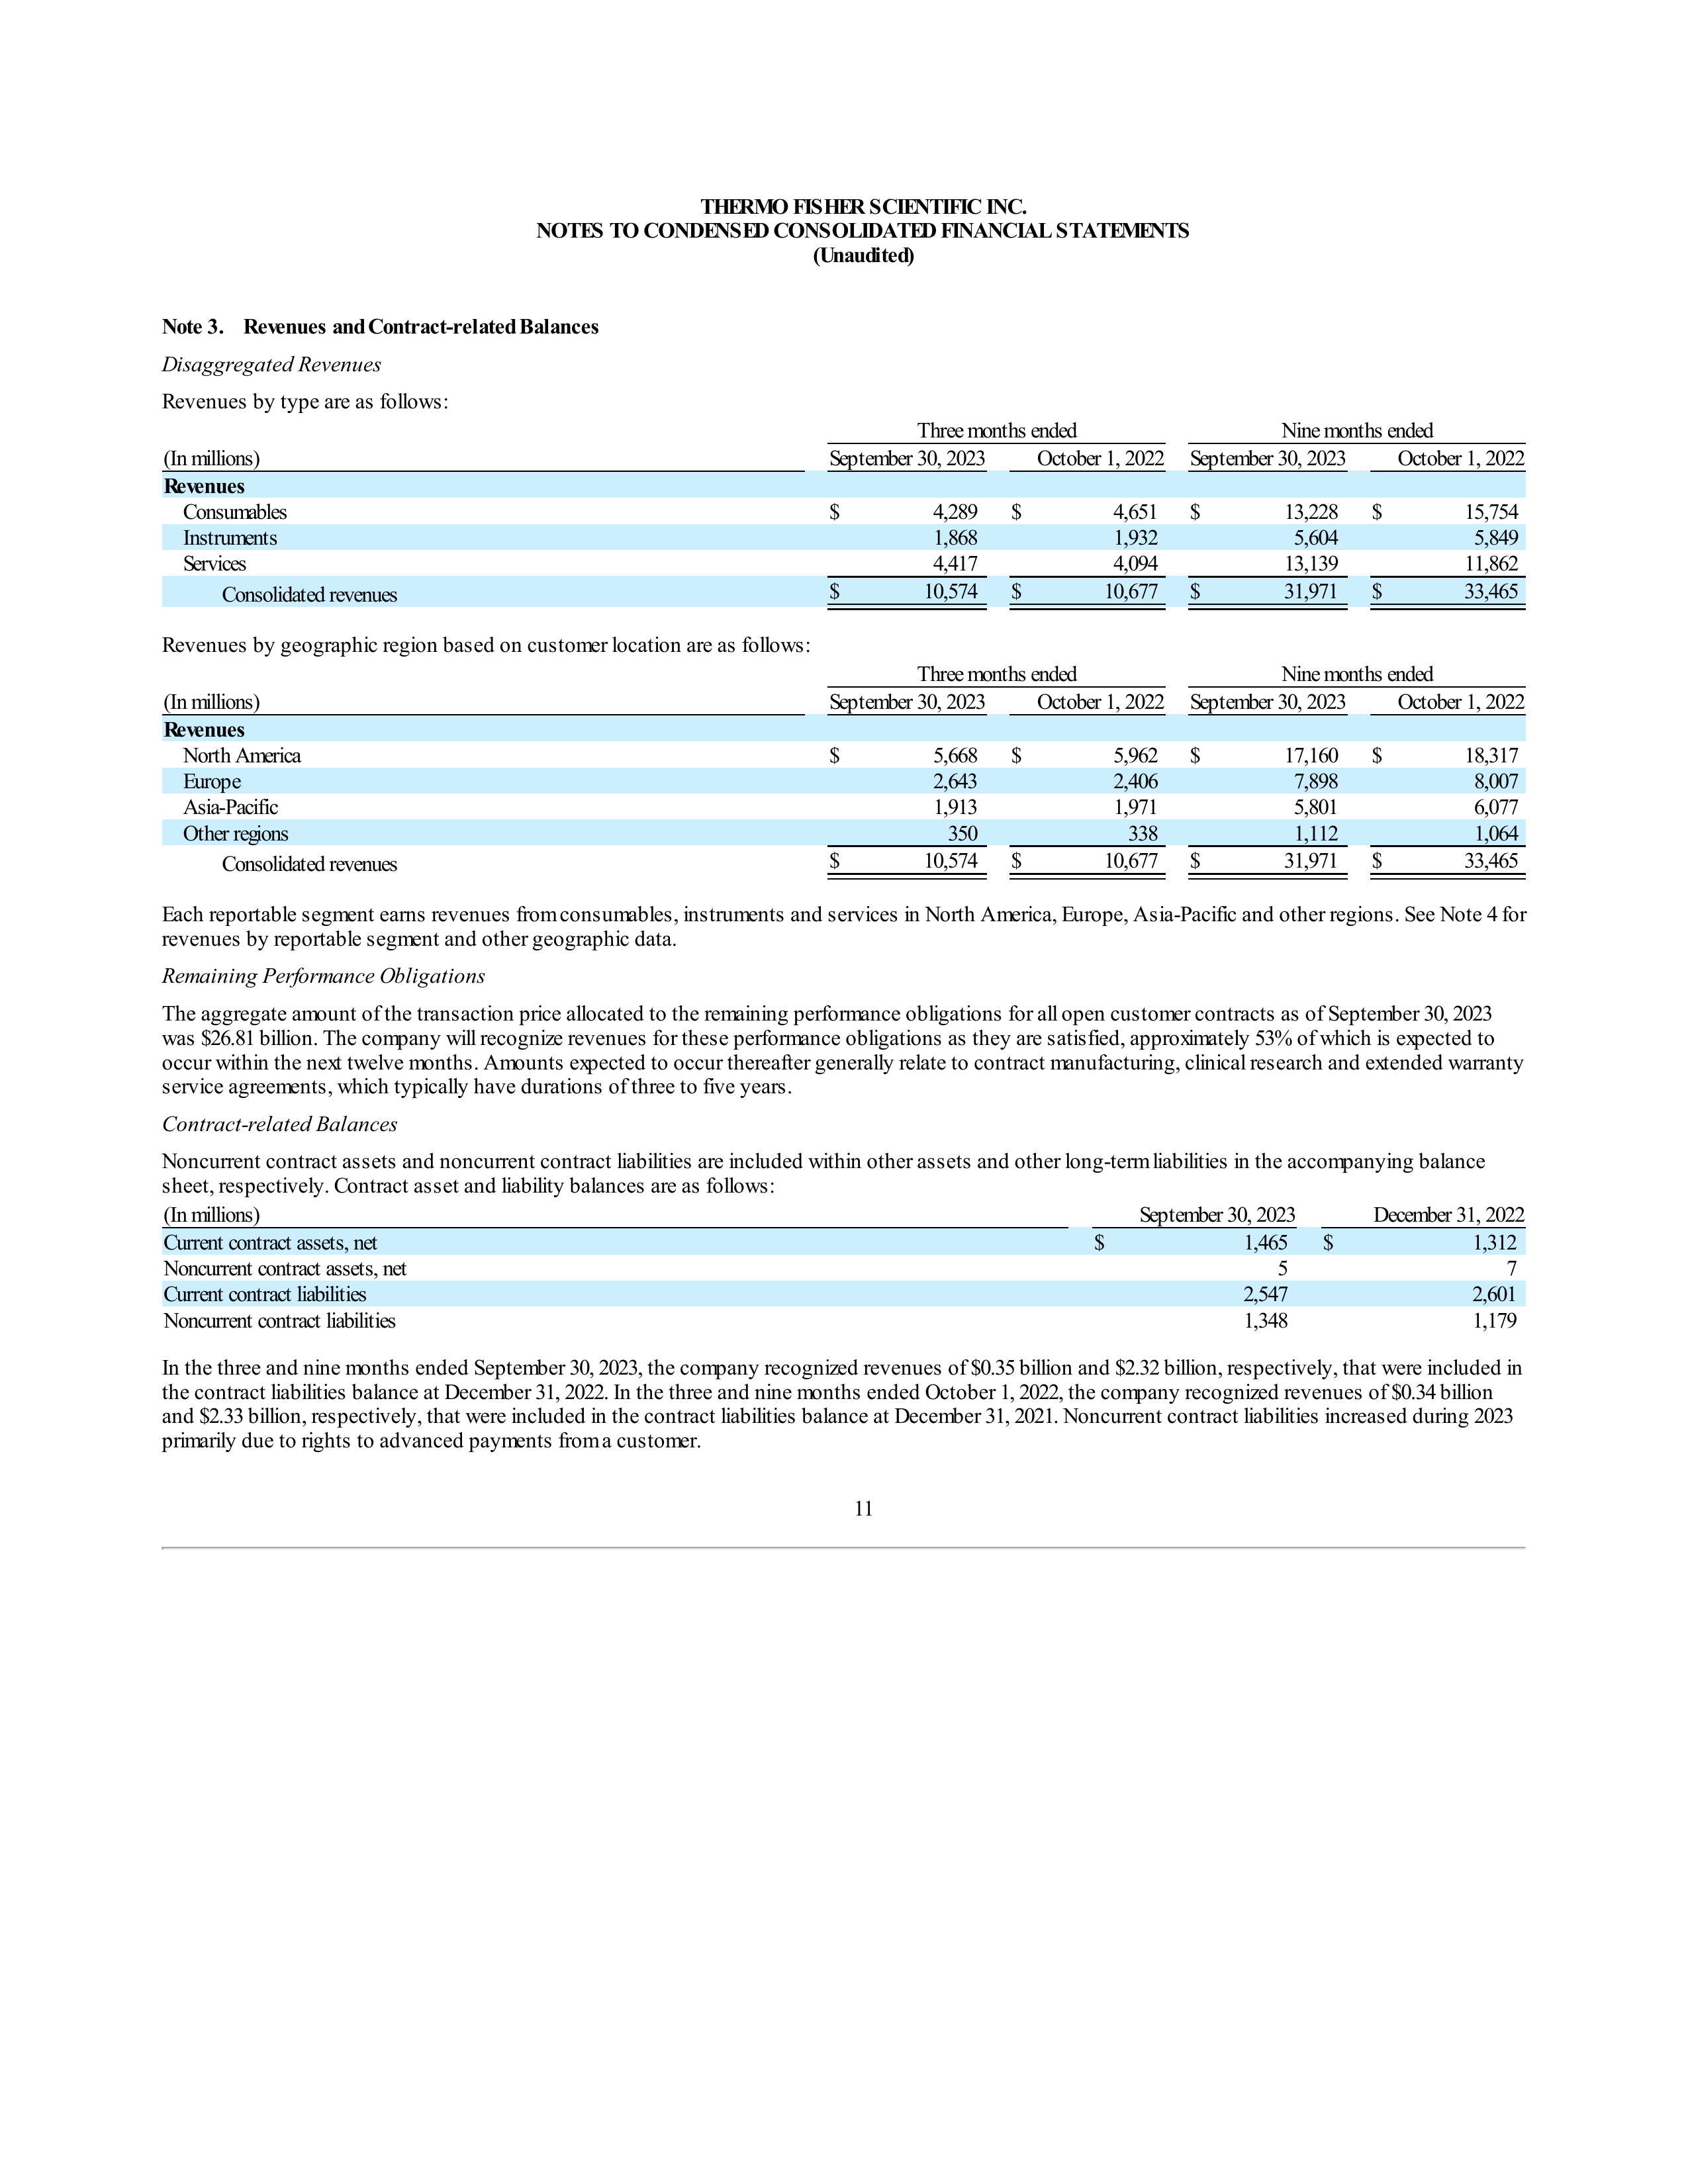 THERMO FISHER SCIENTIFIC INC.
NOTES TO CONDENSED CONSOLIDATED FINANCIAL STATEMENTS
(Unaudited)
Note 3. Revenues and Contract-related Balances
Disaggregated Revenues
Revenues by type are as follows:
Three months ended Nine months ended
(In millions) September 30, 2023 October 1, 2022 September 30, 2023 October 1, 2022
Revenues
Consumables $ 4,289 $ 4,651 $ 13,228 $ 15,754
Instruments 1,868 1,932 5,604 5,849
Services 4,417 4,094 13,139 11,862
Consolidated revenues $ 10,574 $ 10,677 $ 31,971 $ 33,465
Revenues by geographic region based on customer location are as follows:
Three months ended Nine months ended
(In millions) September 30, 2023 October 1, 2022 September 30, 2023 October 1, 2022
Revenues
North America $ 5,668 $ 5,962 $ 17,160 $ 18,317
Europe 2,643 2,406 7,898 8,007
Asia-Pacific 1,913 1,971 5,801 6,077
Other regions 350 338 1,112 1,064
Consolidated revenues $ 10,574 $ 10,677 $ 31,971 $ 33,465
Each reportable segment earns revenues from consumables, instruments and services in North America, Europe, Asia-Pacific and other regions. See Note 4 for
revenues by reportable segment and other geographic data.
Remaining Performance Obligations
The aggregate amount of the transaction price allocated to the remaining performance obligations for all open customer contracts as of September 30, 2023
was $26.81 billion. The company will recognize revenues for these performance obligations as they are satisfied, approximately 53% of which is expected to
occur within the next twelve months. Amounts expected to occur thereafter generally relate to contract manufacturing, clinical research and extended warranty
service agreements, which typically have durations of three to five years.
Contract-related Balances
Noncurrent contract assets and noncurrent contract liabilities are included within other assets and other long-term liabilities in the accompanying balance
sheet, respectively. Contract asset and liability balances are as follows:
(In millions) September 30, 2023 December 31, 2022
Current contract assets, net $ 1,465 $ 1,312
Noncurrent contract assets, net 5 7
Current contract liabilities 2,547 2,601
Noncurrent contract liabilities 1,348 1,179
In the three and nine months ended September 30, 2023, the company recognized revenues of $0.35 billion and $2.32 billion, respectively, that were included in
the contract liabilities balance at December 31, 2022. In the three and nine months ended October 1, 2022, the company recognized revenues of $0.34 billion
and $2.33 billion, respectively, that were included in the contract liabilities balance at December 31, 2021. Noncurrent contract liabilities increased during 2023
primarily due to rights to advanced payments from a customer.
11